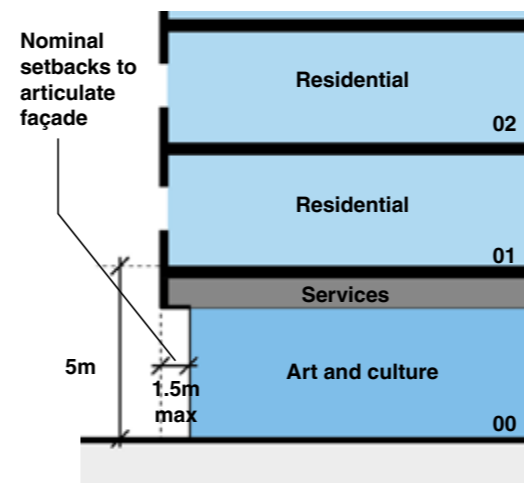 Nominal
setbacks to
articulate
façade
Residential
02
Residential
01
Services
5m
1.5m
max
Art and culture
00